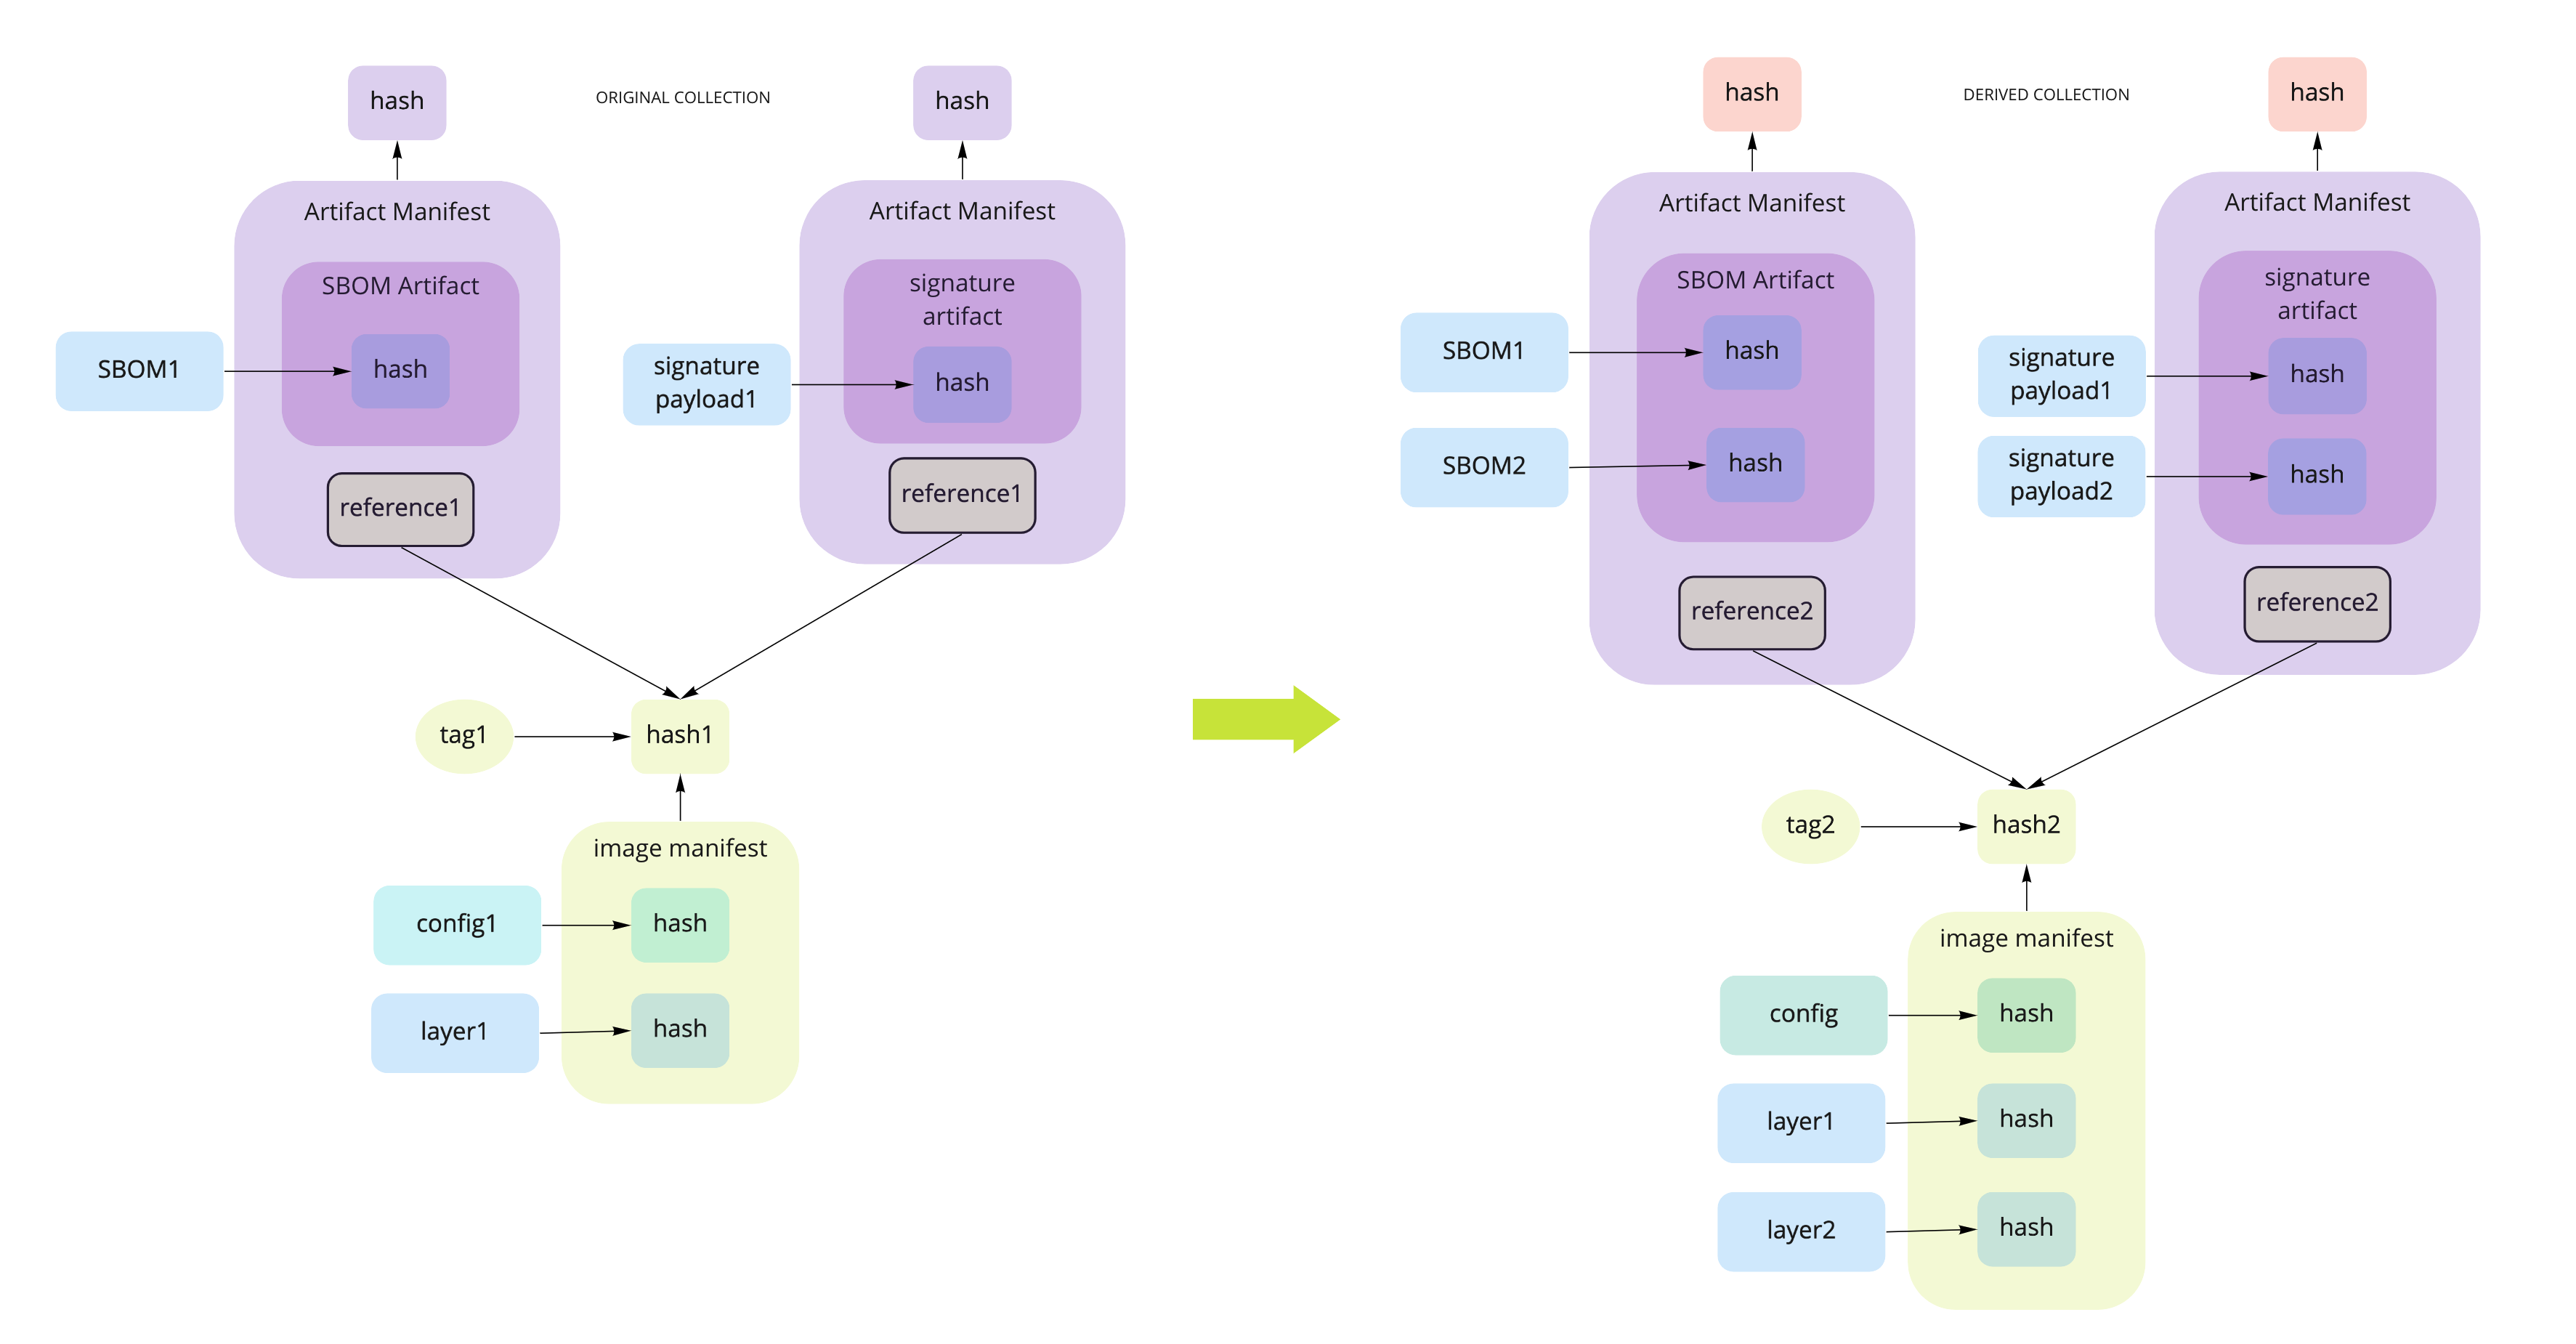 ORIGINAL COLLECTION
hash
hash
Artifact Manifest
Artifact Manifest
SBOM Artifact
signature
artifact
SBOM1
hash
signature
payload1
hash
reference1
reference1
tag1
hash1
image manifest
config1
hash
layer1
hash
DERIVED COLLECTION
hash
hash
Artifact Manifest
Artifact Manifest
SBOM Artifact
signature
artifact
SBOM1
hash
signature
payload1
hash
SBOM2
hash
signature
payload2
hash
reference2
reference2
tag2
hash2
image manifest
config
hash
layer1
hash
layer2
hash